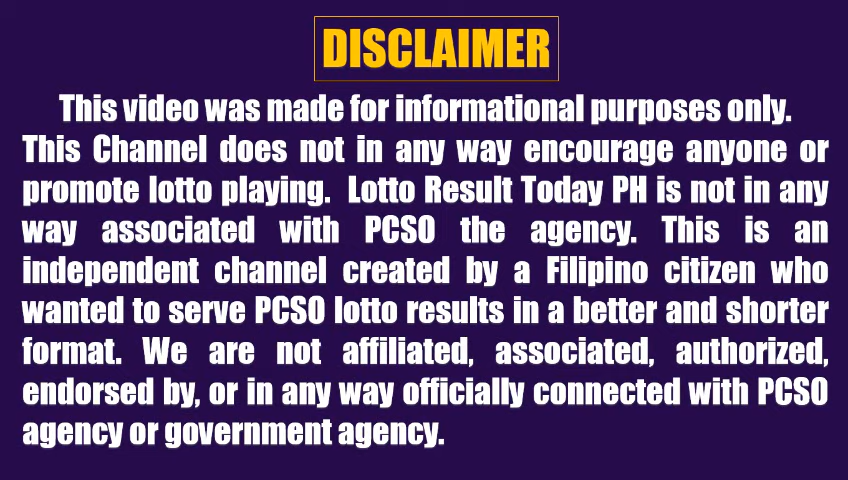 DISCLAIMER
This video was made for informational purposes only.
This Channel does not in any way encourage anyone or
promote lotto playing. Lotto Result Today PH is not in any
way associated with PCSO the agency. This is an
independent channel created by a Filipino citizen who
wanted to serve PCSO lotto results in a better and shorter
format. We are not affiliated, associated, authorized,
endorsed by, or in any way officially connected with PCSO
agency or government agency.